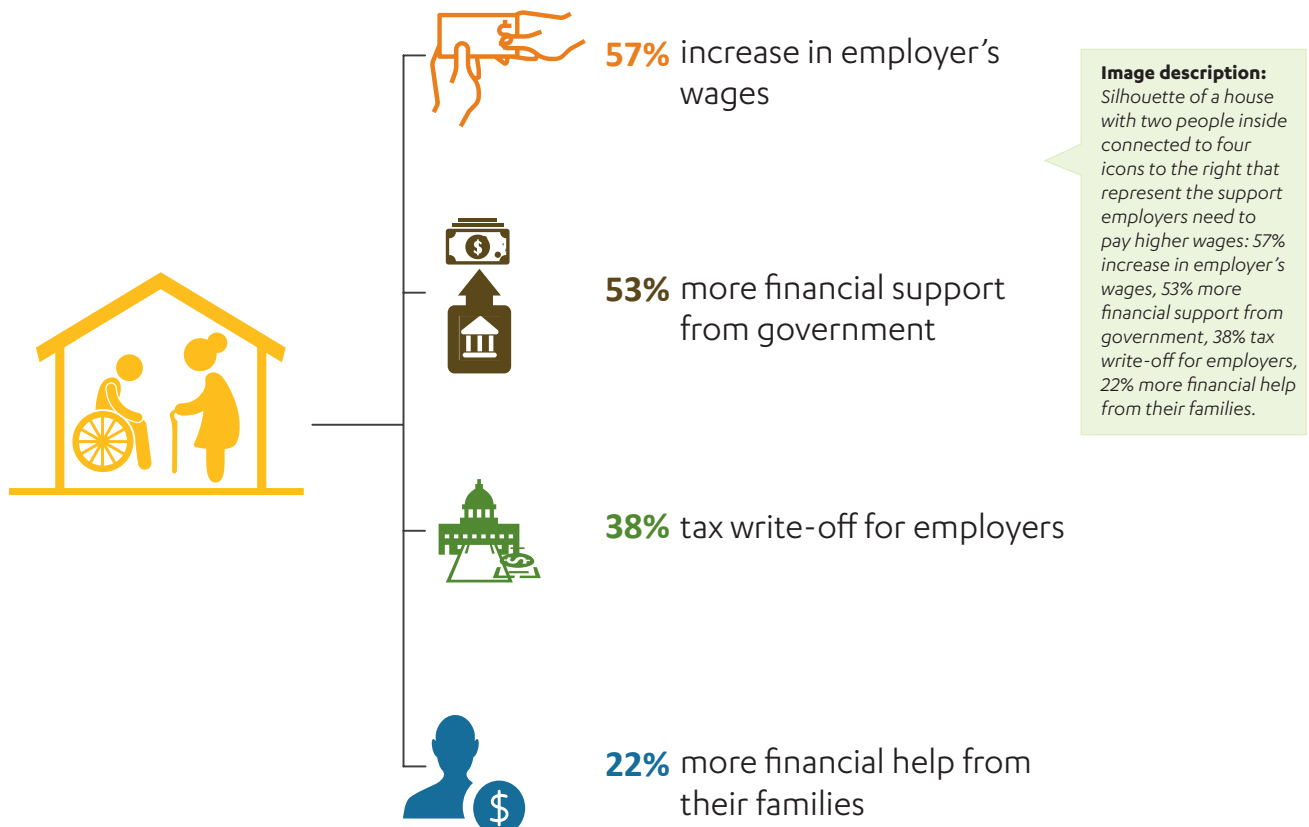 57% increase in employer's
wages
Image description:
Silhouette of a house
with two people inside
connected to four
icons to the right that
represent the support
employers need to
pay higher wages: 57%
increase in employer's
wages, 53% more
financial support from
government, 38% tax
write-off for employers,
22% more financial help
from their families.
$
53% more financial support
from government
38% tax write-off for employers
22% more financial help from
their families
$